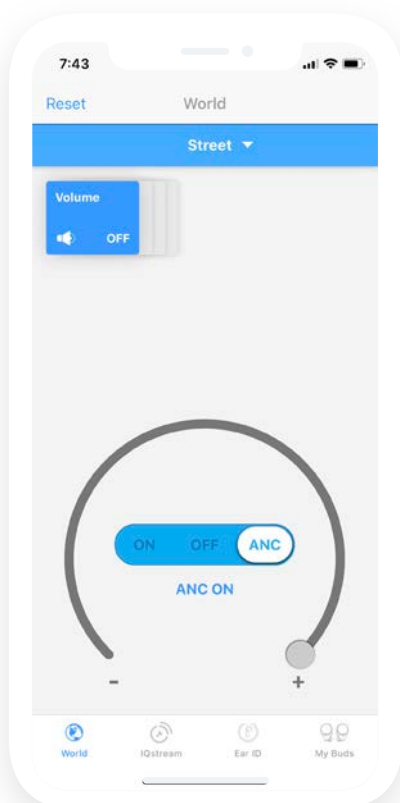 7:43
Reset World
Street
Volume
OFF
ON OFF ANC
ANC ON
- +
World IQstream Ear ID My Buds